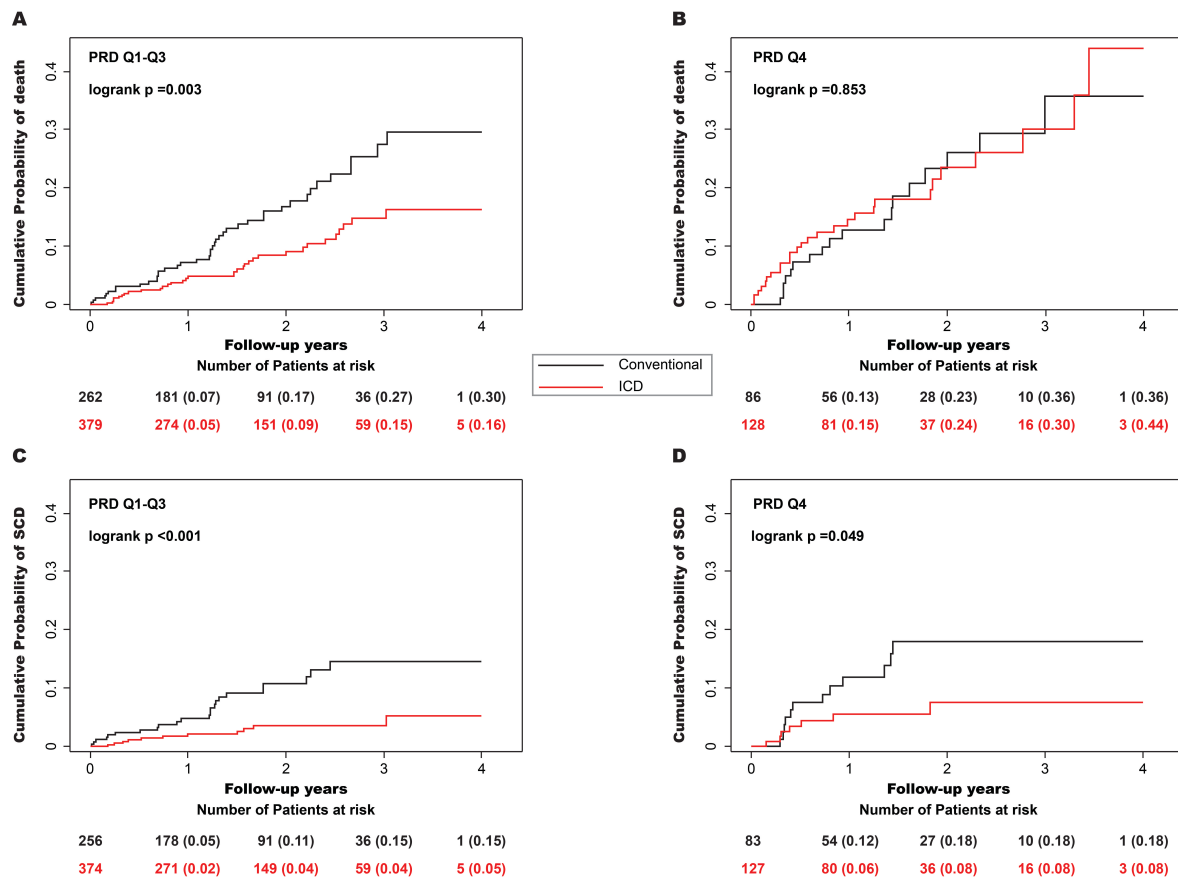 A
PRD Q1-Q3
logrank p =0.003
Cumulative Probability of death
0 0.1 0.2 0.3 0.4
0 1 2 3 4
Follow-up years
Number of Patients at risk
262 181 (0.07) 91 (0.17) 36 (0.27) 1 (0.30)
379 274 (0.05) 151 (0.09) 59 (0.15) 5 (0.16)
B
PRD Q4
logrank p =0.853
Cumulative Probability of death
0 0.1 0.2 0.3 0.4
0 1 2 3 4
Follow-up years
Number of Patients at risk
86 56 (0.13) 28 (0.23) 10 (0.36) 1 (0.36)
128 81 (0.15) 37 (0.24) 16 (0.30) 3 (0.44)
Conventional
ICD
C
PRD Q1-Q3
logrank p <0.001
Cumulative Probability of SCD
0 0.1 0.2 0.3 0.4
0 1 2 3 4
Follow-up years
Number of Patients at risk
256 178 (0.05) 91 (0.11) 36 (0.15) 1 (0.15)
374 271 (0.02) 149 (0.04) 59 (0.04) 5 (0.05)
D
PRD Q4
logrank p =0.049
Cumulative Probability of SCD
0 0.1 0.2 0.3 0.4
0 1 2 3 4
Follow-up years
Number of Patients at risk
83 54 (0.12) 27 (0.18) 10 (0.18) 1 (0.18)
127 80 (0.06) 36 (0.08) 16 (0.08) 3 (0.08)